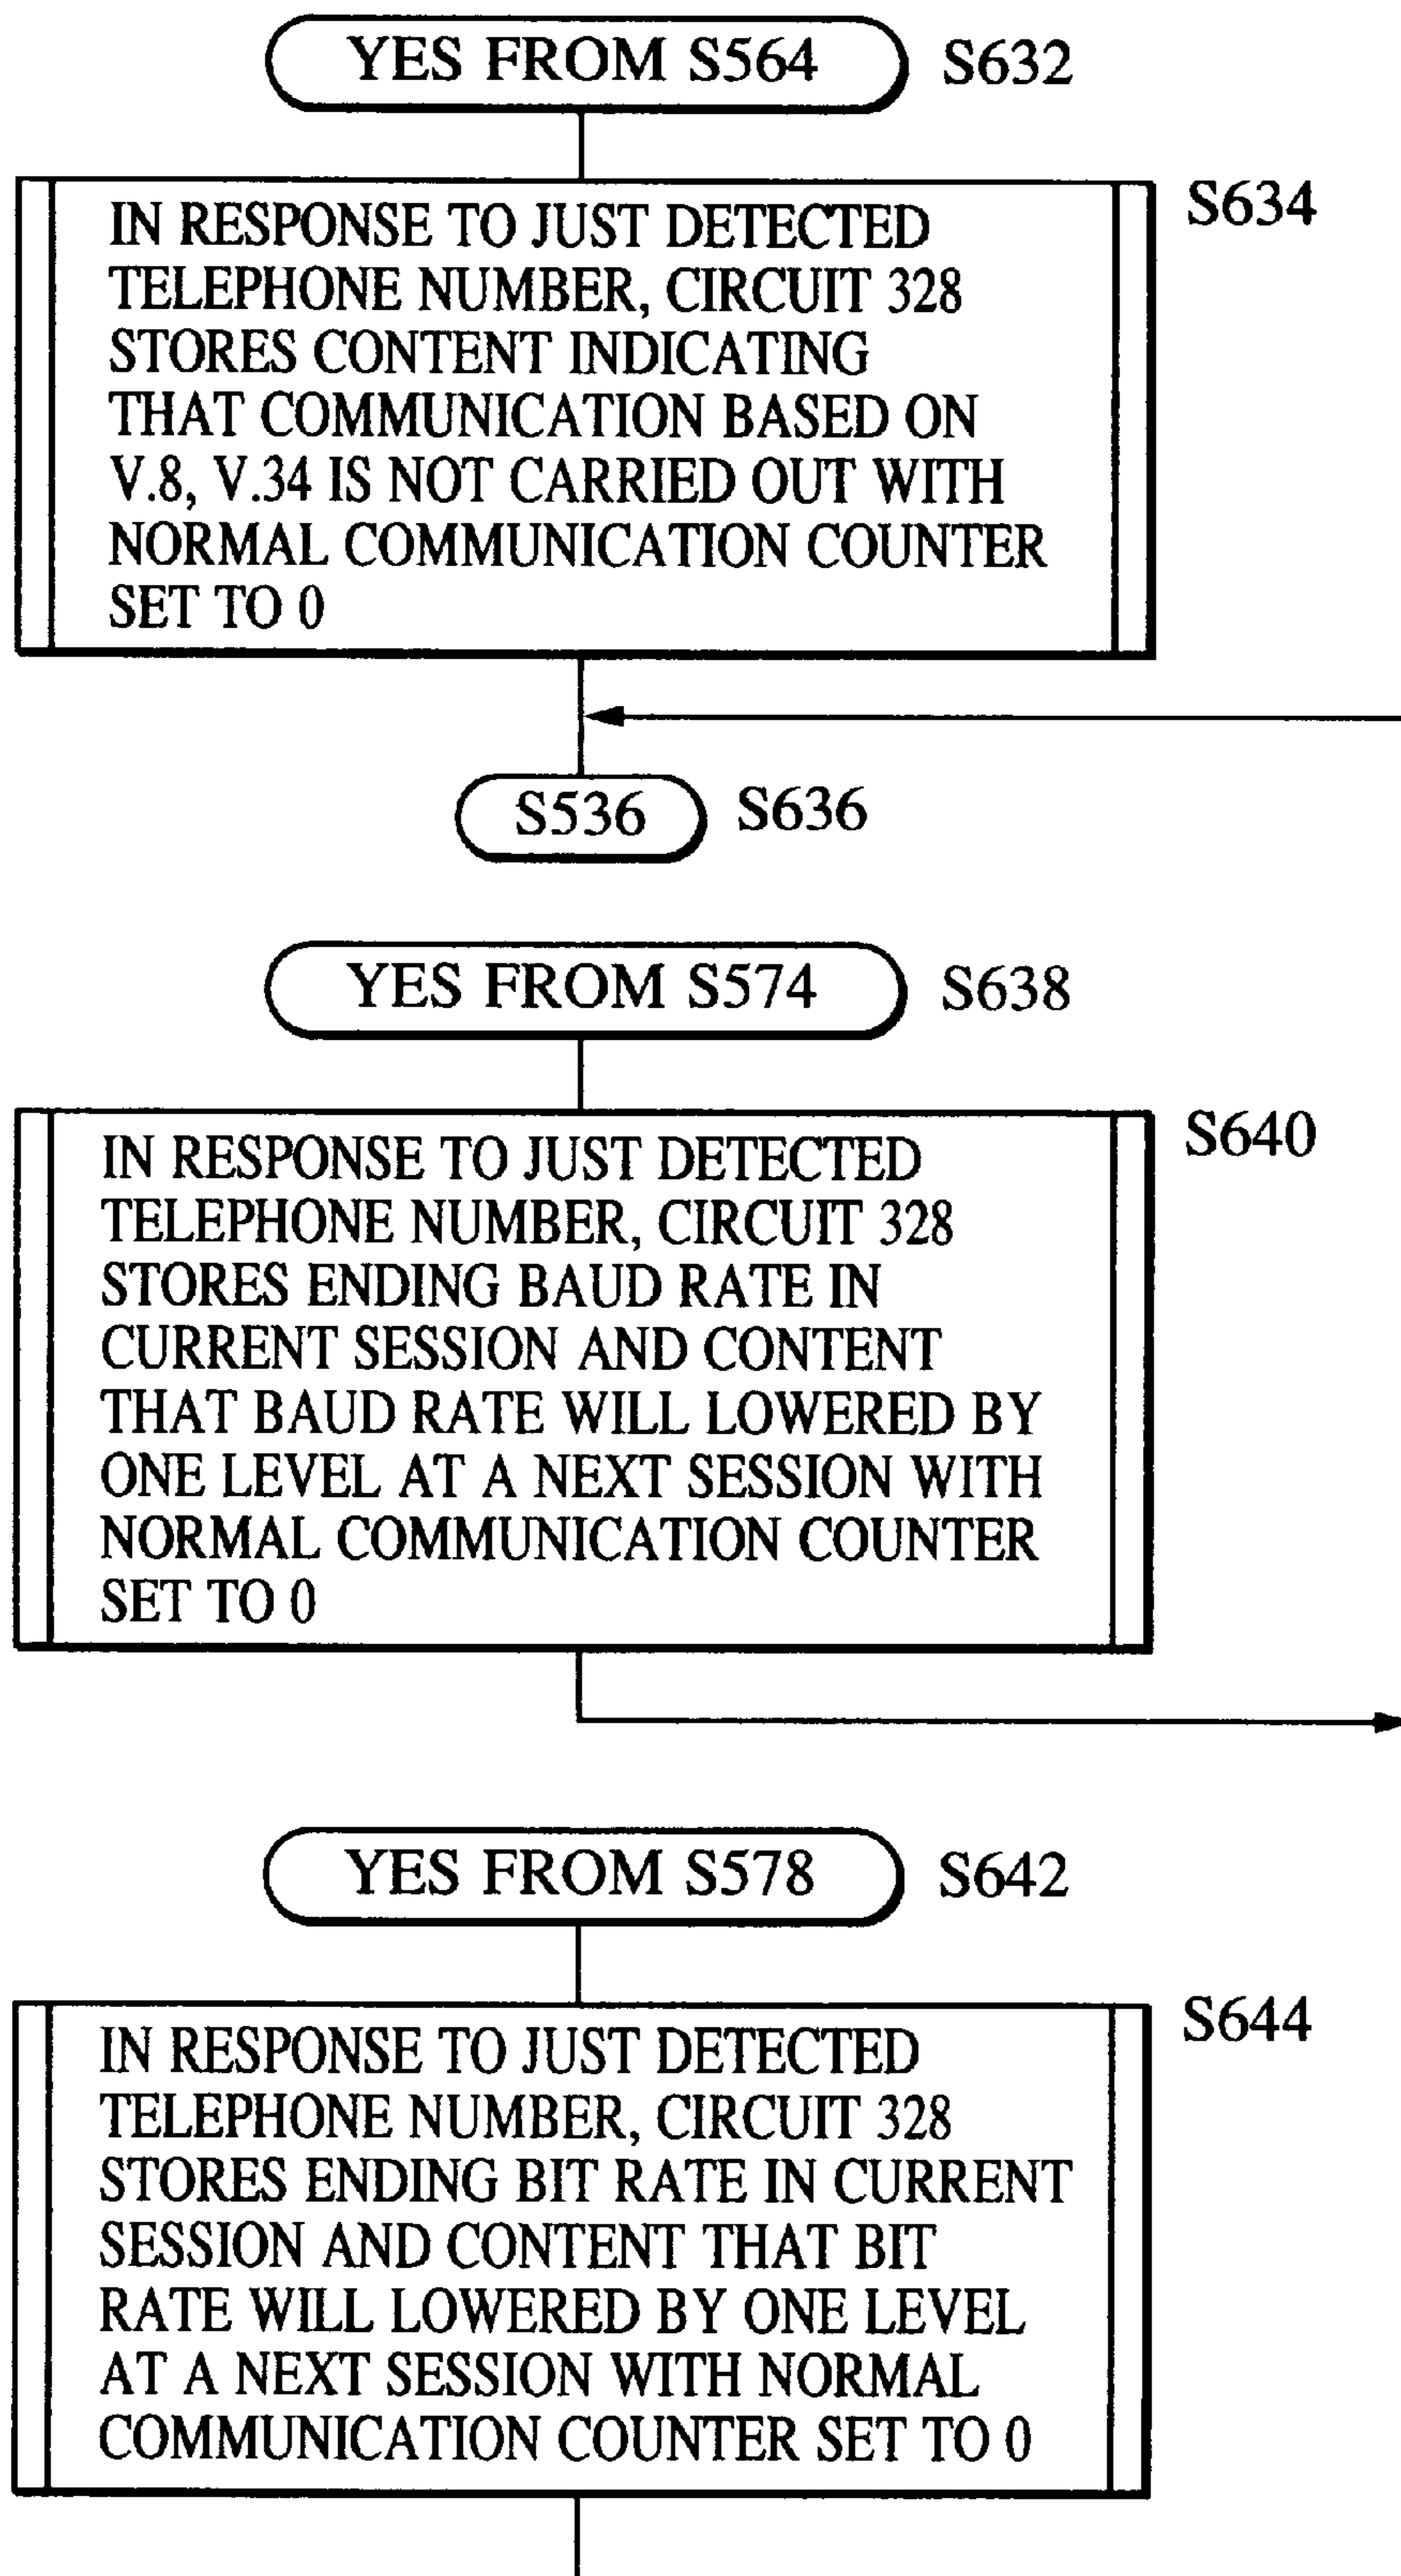 YES FROM S564
S632
IN RESPONSE TO JUST DETECTED
TELEPHONE NUMBER, CIRCUIT 328
STORES CONTENT INDICATING
THAT COMMUNICATION BASED ON
V.8, V.34 IS NOT CARRIED OUT WITH
NORMAL COMMUNICATION COUNTER
SET TO 0
S634
S536
S636
YES FROM S574
S638
IN RESPONSE TO JUST DETECTED
TELEPHONE NUMBER, CIRCUIT 328
STORES ENDING BAUD RATE IN
CURRENT SESSION AND CONTENT
THAT BAUD RATE WILL LOWERED BY
ONE LEVEL AT A NEXT SESSION WITH
NORMAL COMMUNICATION COUNTER
SET TO 0
S640
YES FROM S578
S642
IN RESPONSE TO JUST DETECTED
TELEPHONE NUMBER, CIRCUIT 328
STORES ENDING BIT RATE IN CURRENT
SESSION AND CONTENT THAT BIT
RATE WILL LOWERED BY ONE LEVEL
AT A NEXT SESSION WITH NORMAL
COMMUNICATION COUNTER SET TO 0
S644